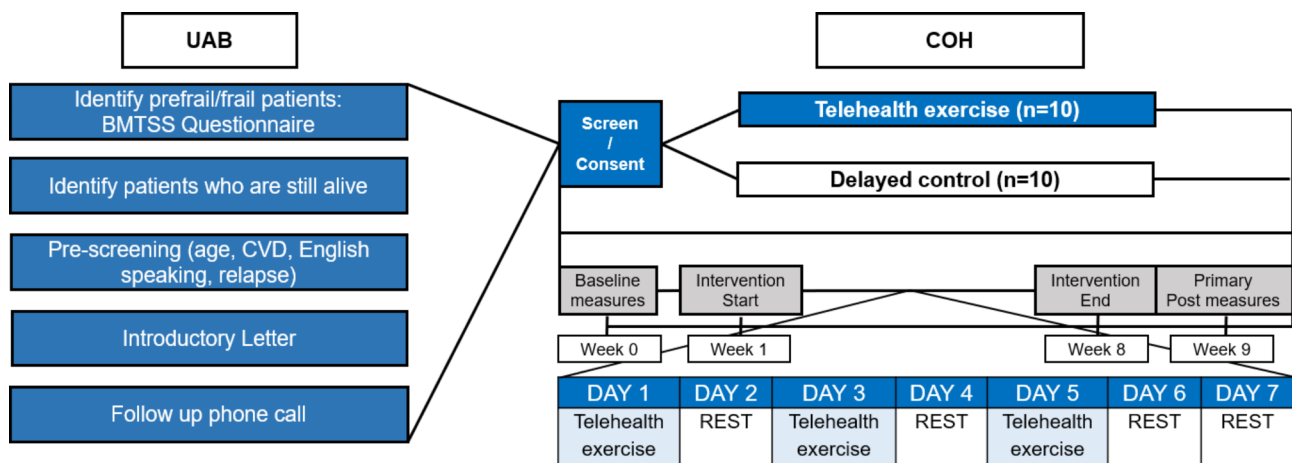 UAB
Identify prefrail/frail patients:
BMTSS Questionnaire
Identify patients who are still alive
Pre-screening (age, CVD, English
speaking, relapse)
Introductory Letter
Follow up phone call
COH
Screen
/
Consent
Telehealth exercise (n=10)
Delayed control (n=10)
Baseline
measures
Intervention
Start
Intervention
End
Primary
Post measures
Week 0
Week 1
Week 8
Week 9
DAY 1 DAY 2 DAY 3 DAY 4 DAY 5 DAY 6 DAY 7
Telehealth REST Telehealth REST Telehealth REST REST
exercise exercise exercise